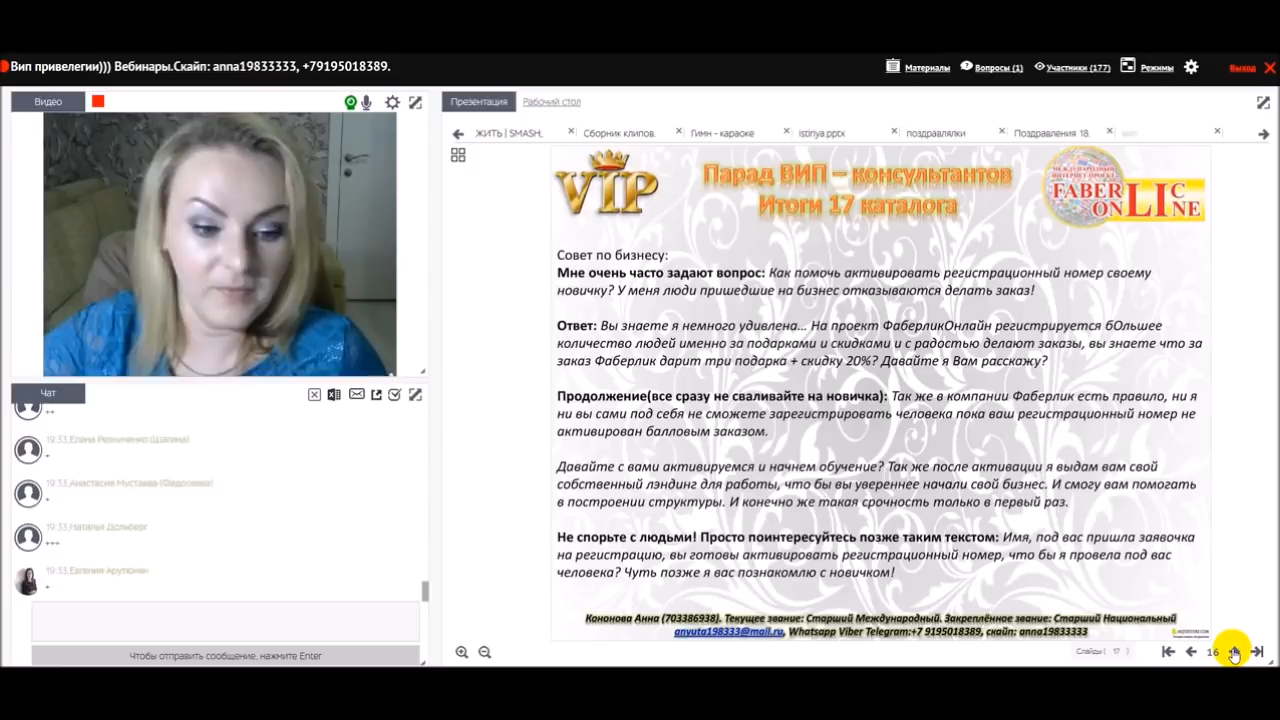 Вип привелегии))) Вебинары.Скайп: anna19833333, +79195018389.
Материалы
Вопросы (1)
Участники (177)
Режимы
Выход
Видео
Презентация
Рабочий стол
ЖИТЬ | SMASH,
Сборник клипов.
Гимн - караоке
istiriya.pptx
поздравлялки
Поздравления 18.
VIP
Парад ВИП – консультантов
Итоги 17 каталога
МЕЖДУНАРОДНЫЙ
ИНТЕРНЕТ-ПРОЕКТ
FABERLIC
ONLINE
Совет по бизнесу:
Мне очень часто задают вопрос: Как помочь активировать регистрационный номер своему
новичку? У меня люди пришедшие на бизнес отказываются делать заказ!
Ответ: Вы знаете я немного удивлена... На проект ФаберликОнлайн регистрируется бОльшее
количество людей именно за подарками и скидками и с радостью делают заказы, вы знаете что за
заказ Фаберлик дарит три подарка + скидку 20%? Давайте я Вам расскажу?
Продолжение(все сразу не сваливайте на новичка): Так же в компании Фаберлик есть правило, ни я
ни вы сами под себя не сможете зарегистрировать человека пока ваш регистрационный номер не
активирован балловым заказом.
Давайте с вами активируемся и начнем обучение? Так же после активации я выдам вам свой
собственный лэндинг для работы, что бы вы увереннее начали свой бизнес. И смогу вам помогать
в построении структуры. И конечно же такая срочность только в первый раз.
Не спорьте с людьми! Просто поинтересуйтесь позже таким текстом: Имя, под вас пришла заявочка
на регистрацию, вы готовы активировать регистрационный номер, что бы я провела под вас
человека? Чуть позже я вас познакомлю с новичком!
Кононова Анна (703386938). Текущее звание: Старший Международный. Закреплённое звание: Старший Национальный
anyuta198333@mail.ru, Whatsapp Viber Telegram:+7 9195018389, скайп: anna19833333
Слайды ( 17 )
16
Чат
++
19:33, Елена Резниченко (Шагина)
+
19:33, Анастасия Мустаева (Федосеева)
+
19:33, Наталья Дольберг
+++
19:33, Евгения Арутюнян
+
Чтобы отправить сообщение, нажмите Enter